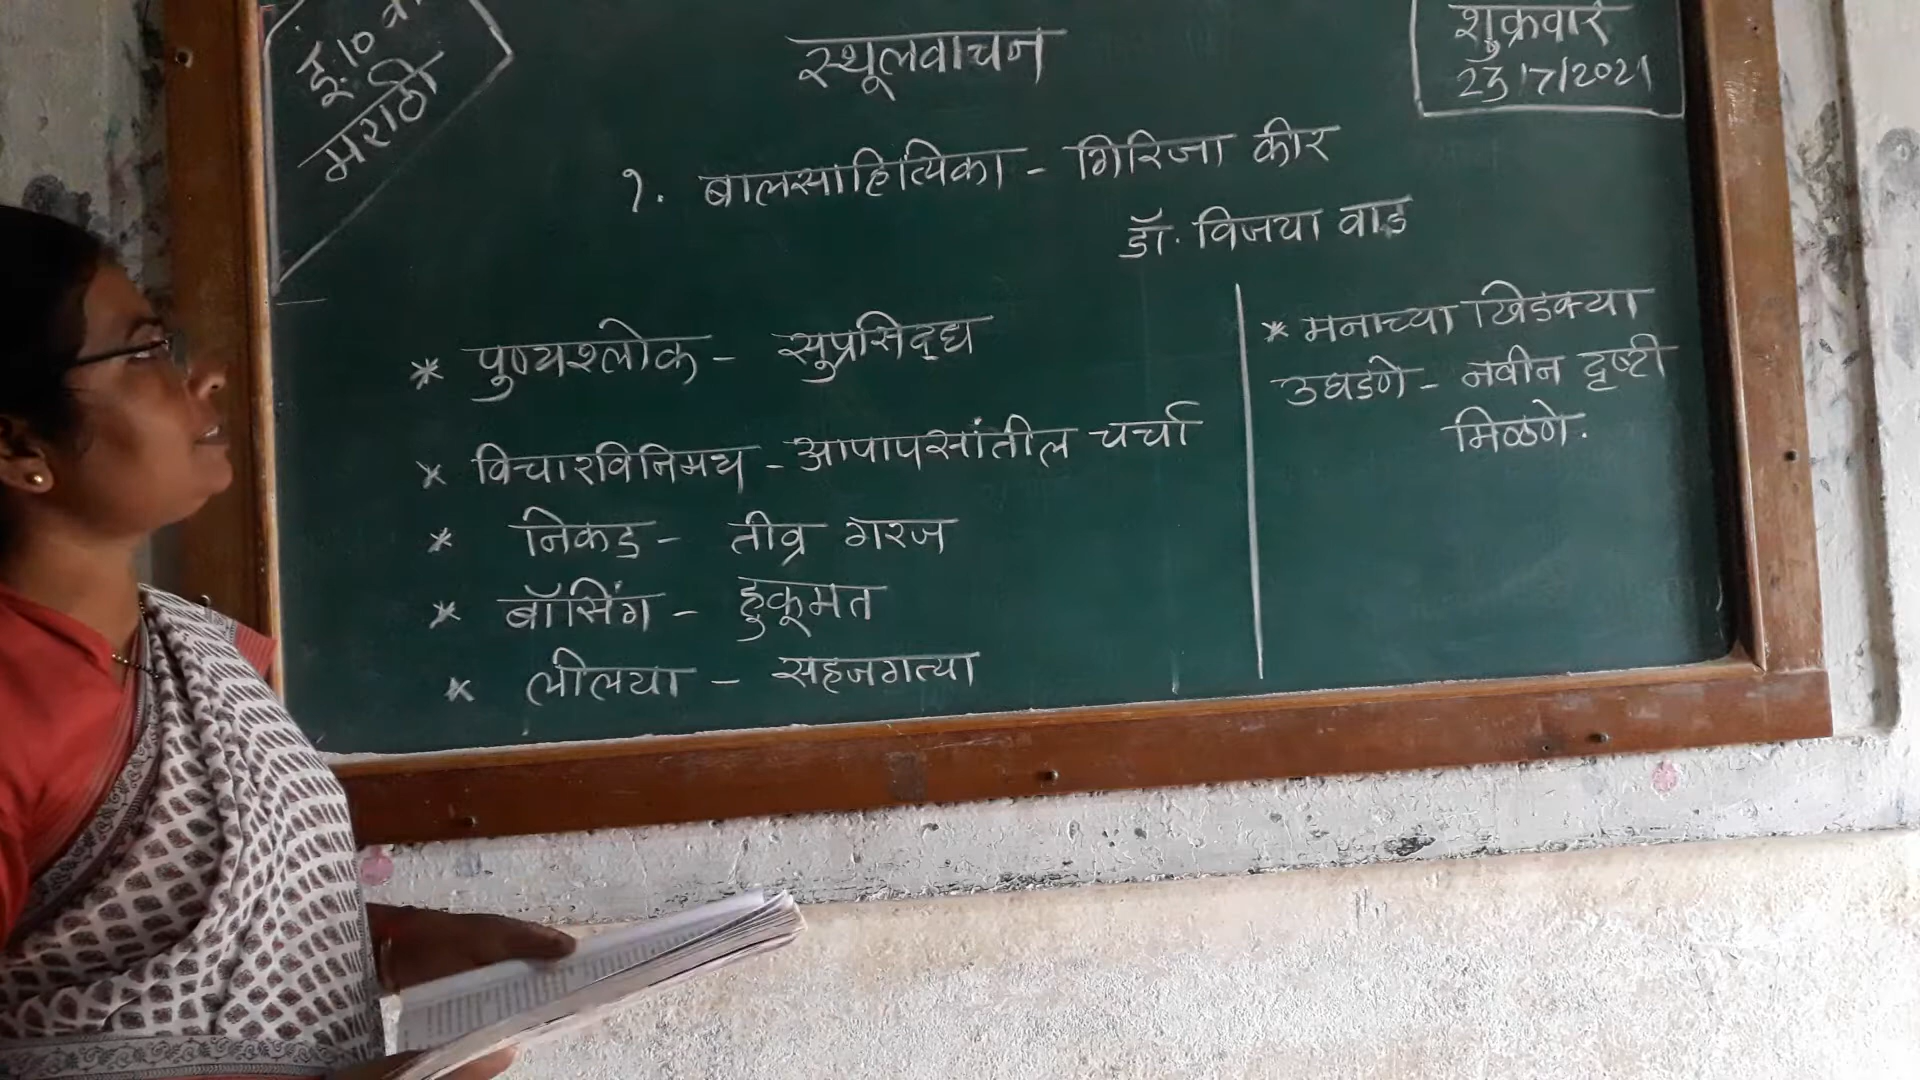 इ. 10 वी
मराठी
स्थूलवाचन
शुक्रवार
23/7/2021
१. बालसाहित्यिका - गिरिजा कीर
डॉ. विजया वाड
* पुण्यश्लोक - सुप्रसिद्ध
* विचारविनिमय - आपापसांतील चर्चा
* निकड - तीव्र गरज
* बॉसिंग - हुकूमत
* लीलया - सहजगत्या
* मनाच्या खिडक्या
उघडणे - नवीन दृष्टी
मिळणे.